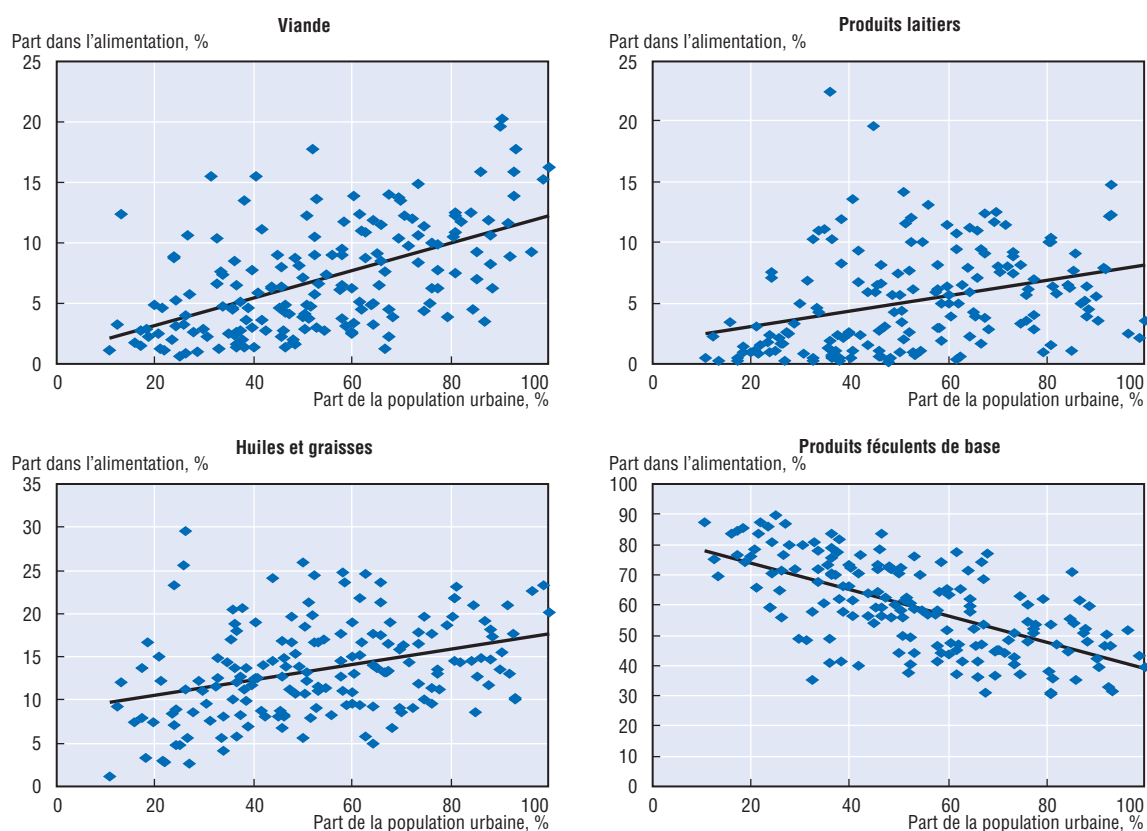 Viande
Part dans l'alimentation, %
25
20
15
10
5
0
0 20 40 60 80 100
Part de la population urbaine, %
Produits laitiers
Part dans l'alimentation, %
25
20
15
10
5
0
0 20 40 60 80 100
Part de la population urbaine, %
Huiles et graisses
Part dans l'alimentation, %
35
30
25
20
15
10
5
0
0 20 40 60 80 100
Part de la population urbaine, %
Produits féculents de base
Part dans l'alimentation, %
100
90
80
70
60
50
40
30
20
10
0
0 20 40 60 80 100
Part de la population urbaine, %